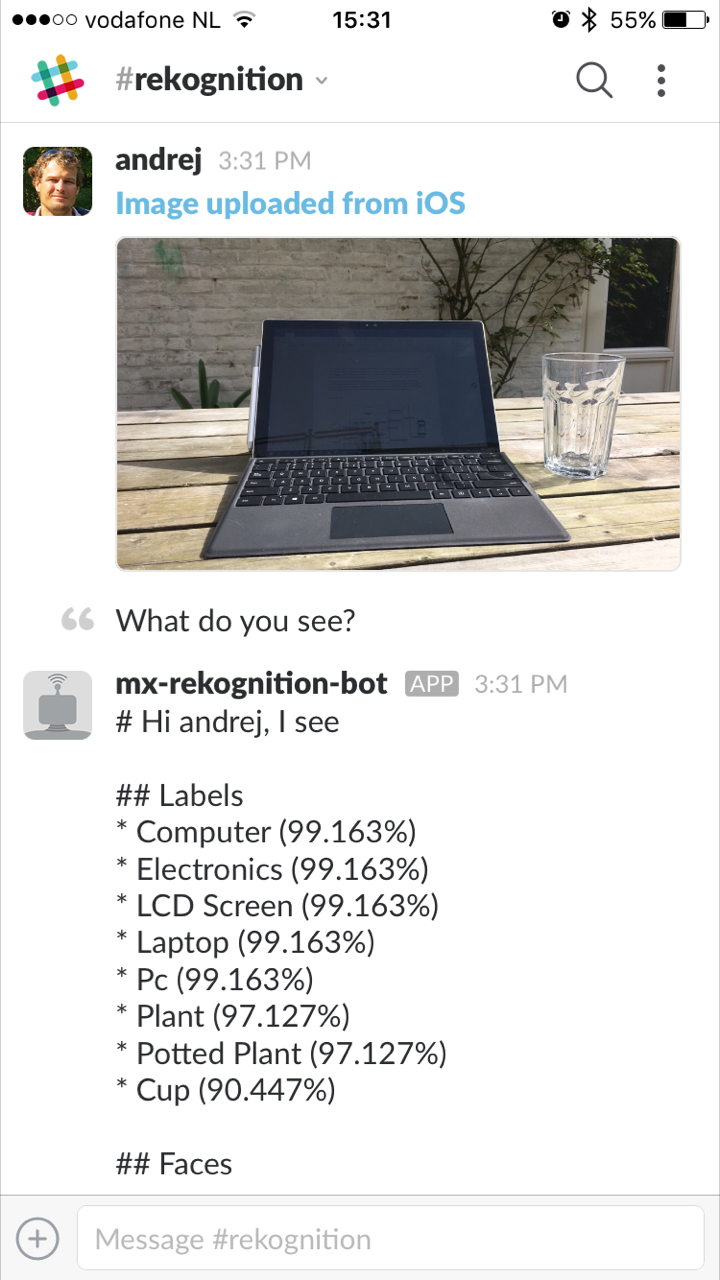 vodafone NL 15:31 55%
#rekognition
andrej 3:31 PM
Image uploaded from iOS
What do you see?
mx-rekognition-bot APP 3:31 PM
# Hi andrej, I see
## Labels
* Computer (99.163%)
* Electronics (99.163%)
* LCD Screen (99.163%)
* Laptop (99.163%)
* Pc (99.163%)
* Plant (97.127%)
* Potted Plant (97.127%)
* Cup (90.447%)
## Faces
Message #rekognition